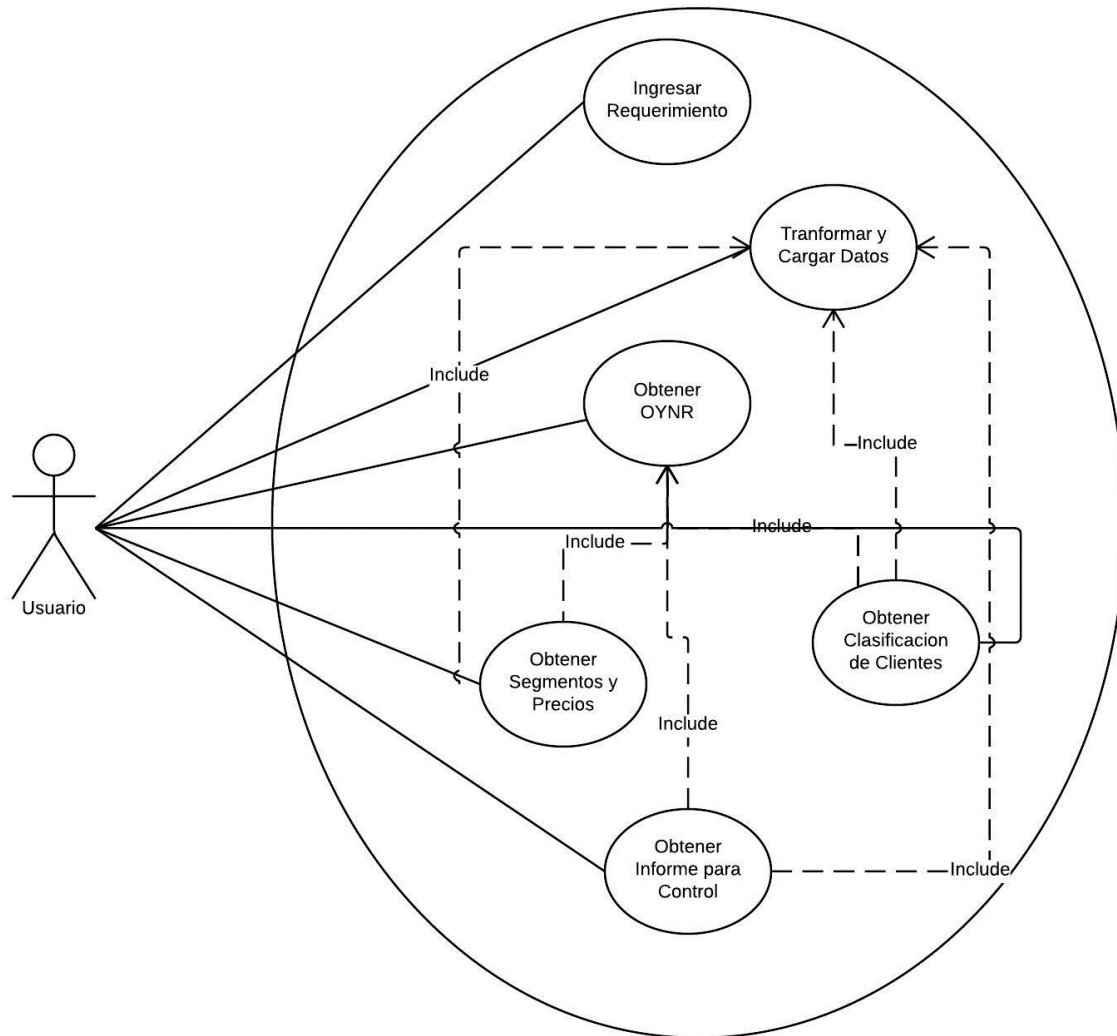 Ingresar
Requerimiento
Tranformar y
Cargar Datos
Include
Obtener
OYNR
Include
Include
Include
Usuario
Obtener
Segmentos y
Precios
Obtener
Clasificacion
de Clientes
Include
Obtener
Informe para
Control
Include